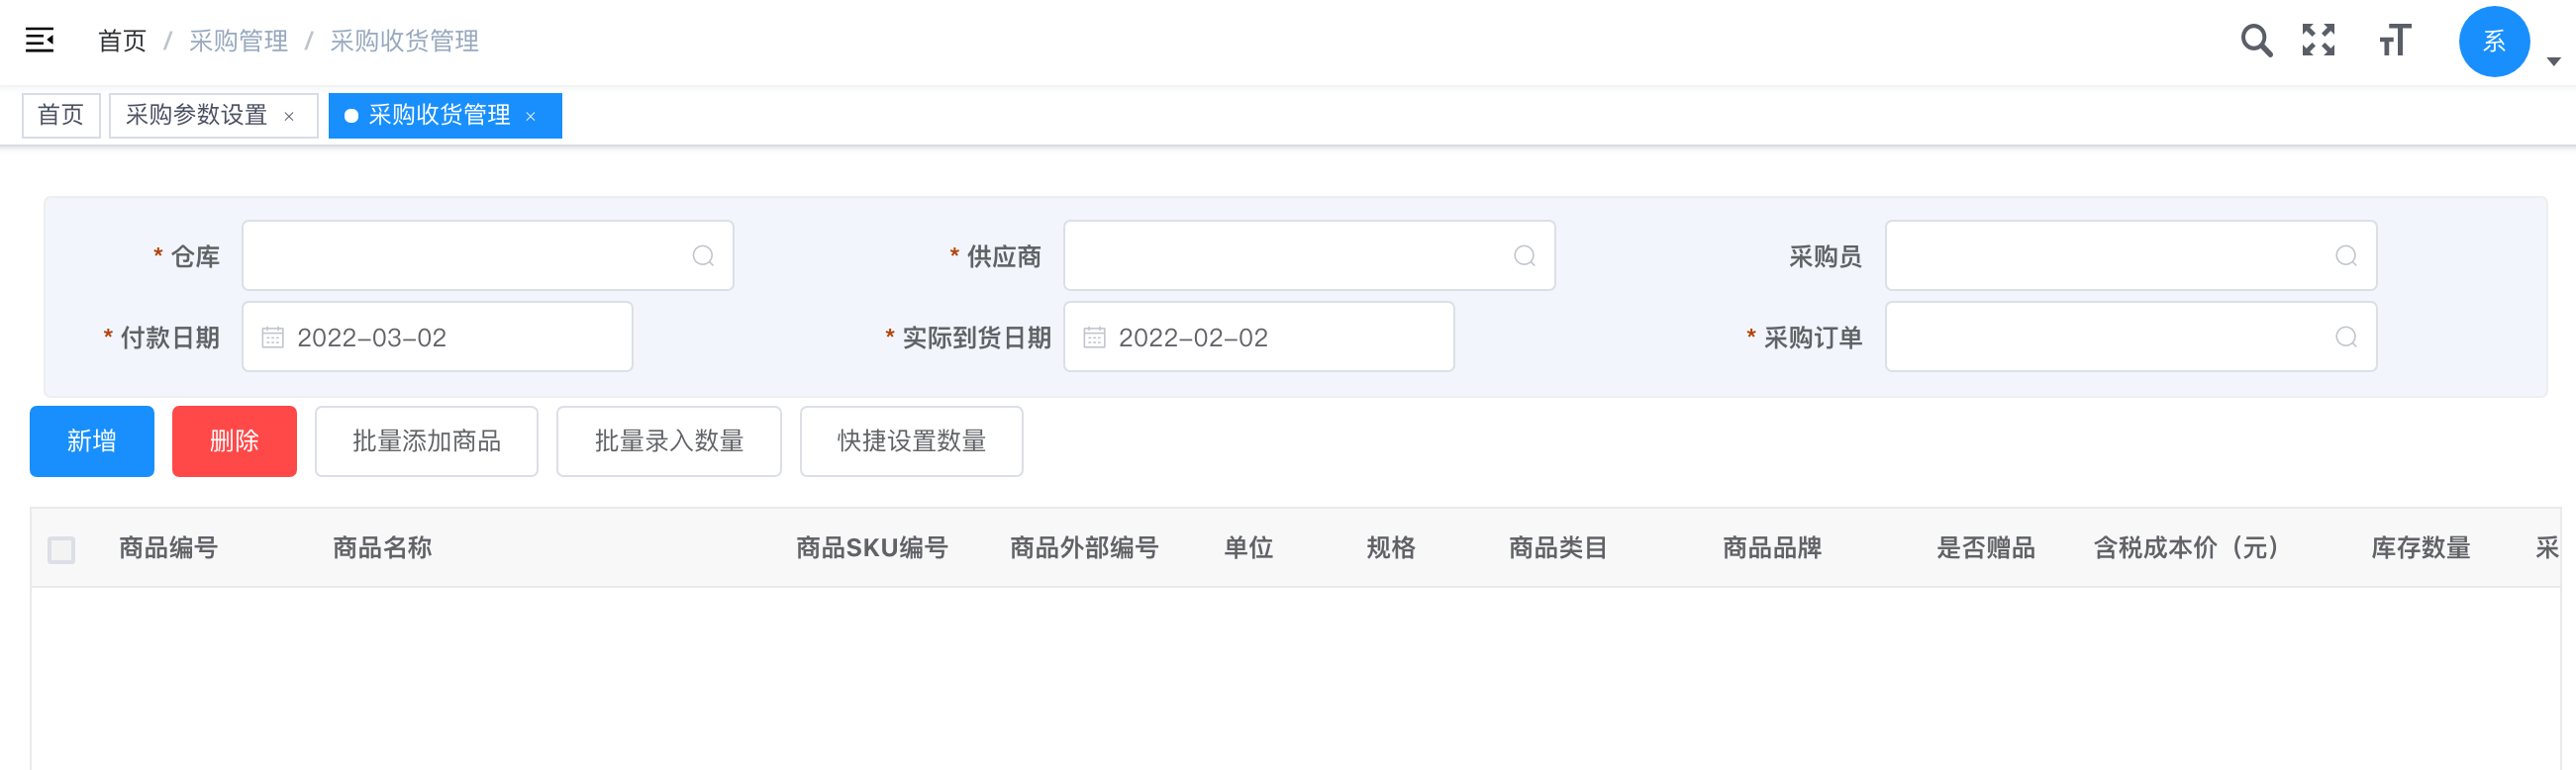 首页 / 采购管理 / 采购收货管理 系
首页 采购参数设置 × 采购收货管理 ×
* 仓库 * 供应商 采购员
* 付款日期 2022-03-02 * 实际到货日期 2022-02-02 * 采购订单
新增 删除 批量添加商品 批量录入数量 快捷设置数量
商品编号 商品名称 商品SKU编号 商品外部编号 单位 规格 商品类目 商品品牌 是否赠品 含税成本价（元） 库存数量 采